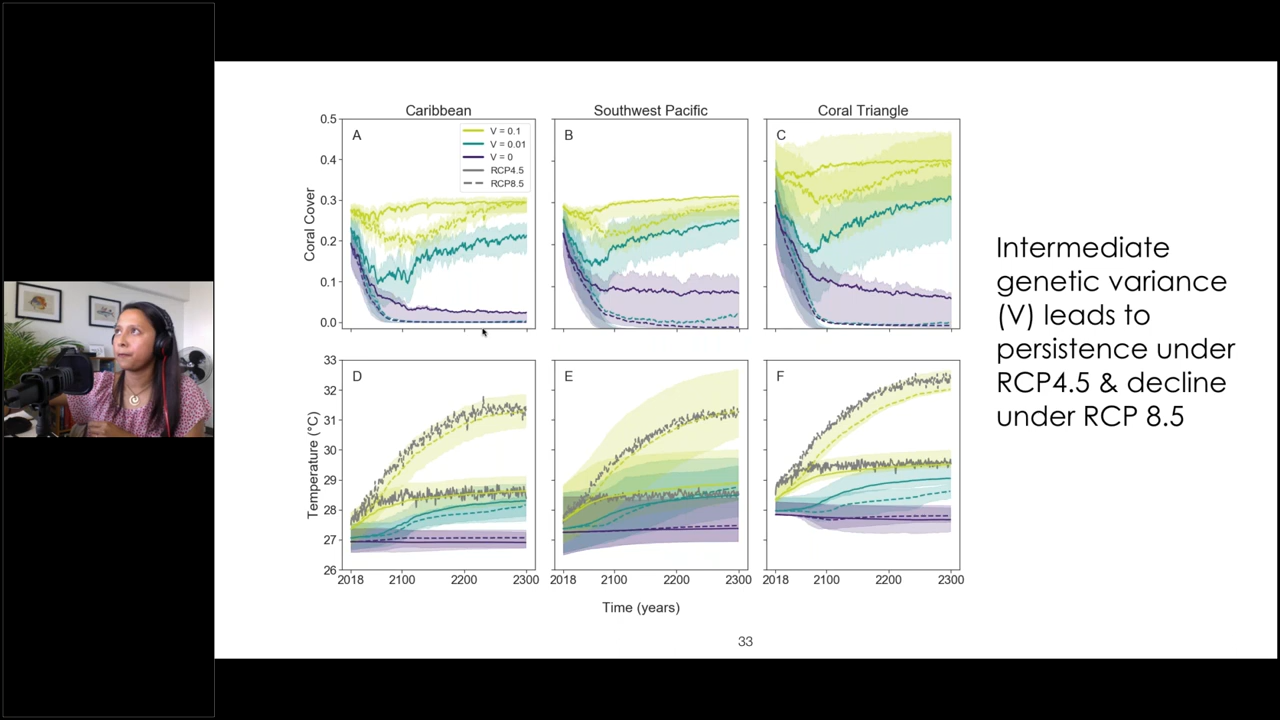 Caribbean
Southwest Pacific
Coral Triangle
0.5
0.4
0.3
0.2
0.1
0.0
Coral Cover
A
V = 0.1
V = 0.01
V = 0
RCP4.5
RCP8.5
B
C
33
32
31
30
29
28
27
26
Temperature (°C)
D
E
F
2018 2100 2200 2300
2018 2100 2200 2300
2018 2100 2200 2300
Time (years)
Intermediate
genetic variance
(V) leads to
persistence under
RCP4.5 & decline
under RCP 8.5
33